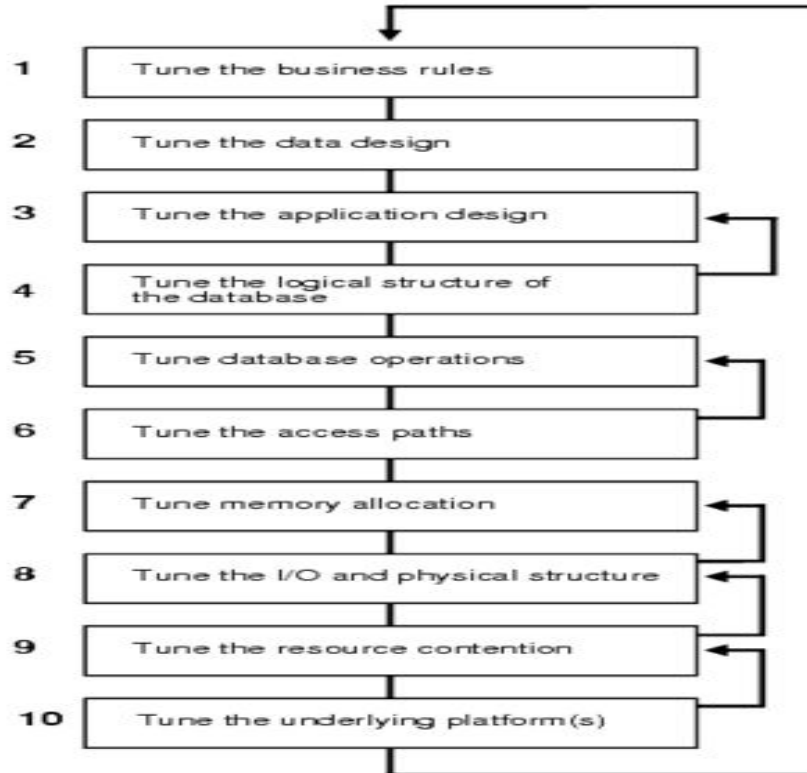 1 Tune the business rules
2 Tune the data design
3 Tune the application design
4 Tune the logical structure of
the database
5 Tune database operations
6 Tune the access paths
7 Tune memory allocation
8 Tune the I/O and physical structure
9 Tune the resource contention
10 Tune the underlying platform(s)